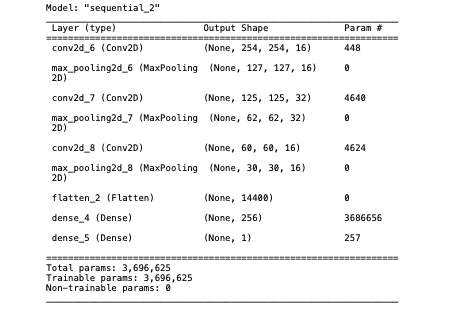 Model: "sequential_2"
Layer (type) Output Shape Param #
conv2d_6 (Conv2D) (None, 254, 254, 16) 448
max_pooling2d_6 (MaxPooling (None, 127, 127, 16) 0
2D)
conv2d_7 (Conv2D) (None, 125, 125, 32) 4640
max_pooling2d_7 (MaxPooling (None, 62, 62, 32) 0
2D)
conv2d_8 (Conv2D) (None, 60, 60, 16) 4624
max_pooling2d_8 (MaxPooling (None, 30, 30, 16) 0
2D)
flatten_2 (Flatten) (None, 14400) 0
dense_4 (Dense) (None, 256) 3686656
dense_5 (Dense) (None, 1) 257
Total params: 3,696,625
Trainable params: 3,696,625
Non-trainable params: 0